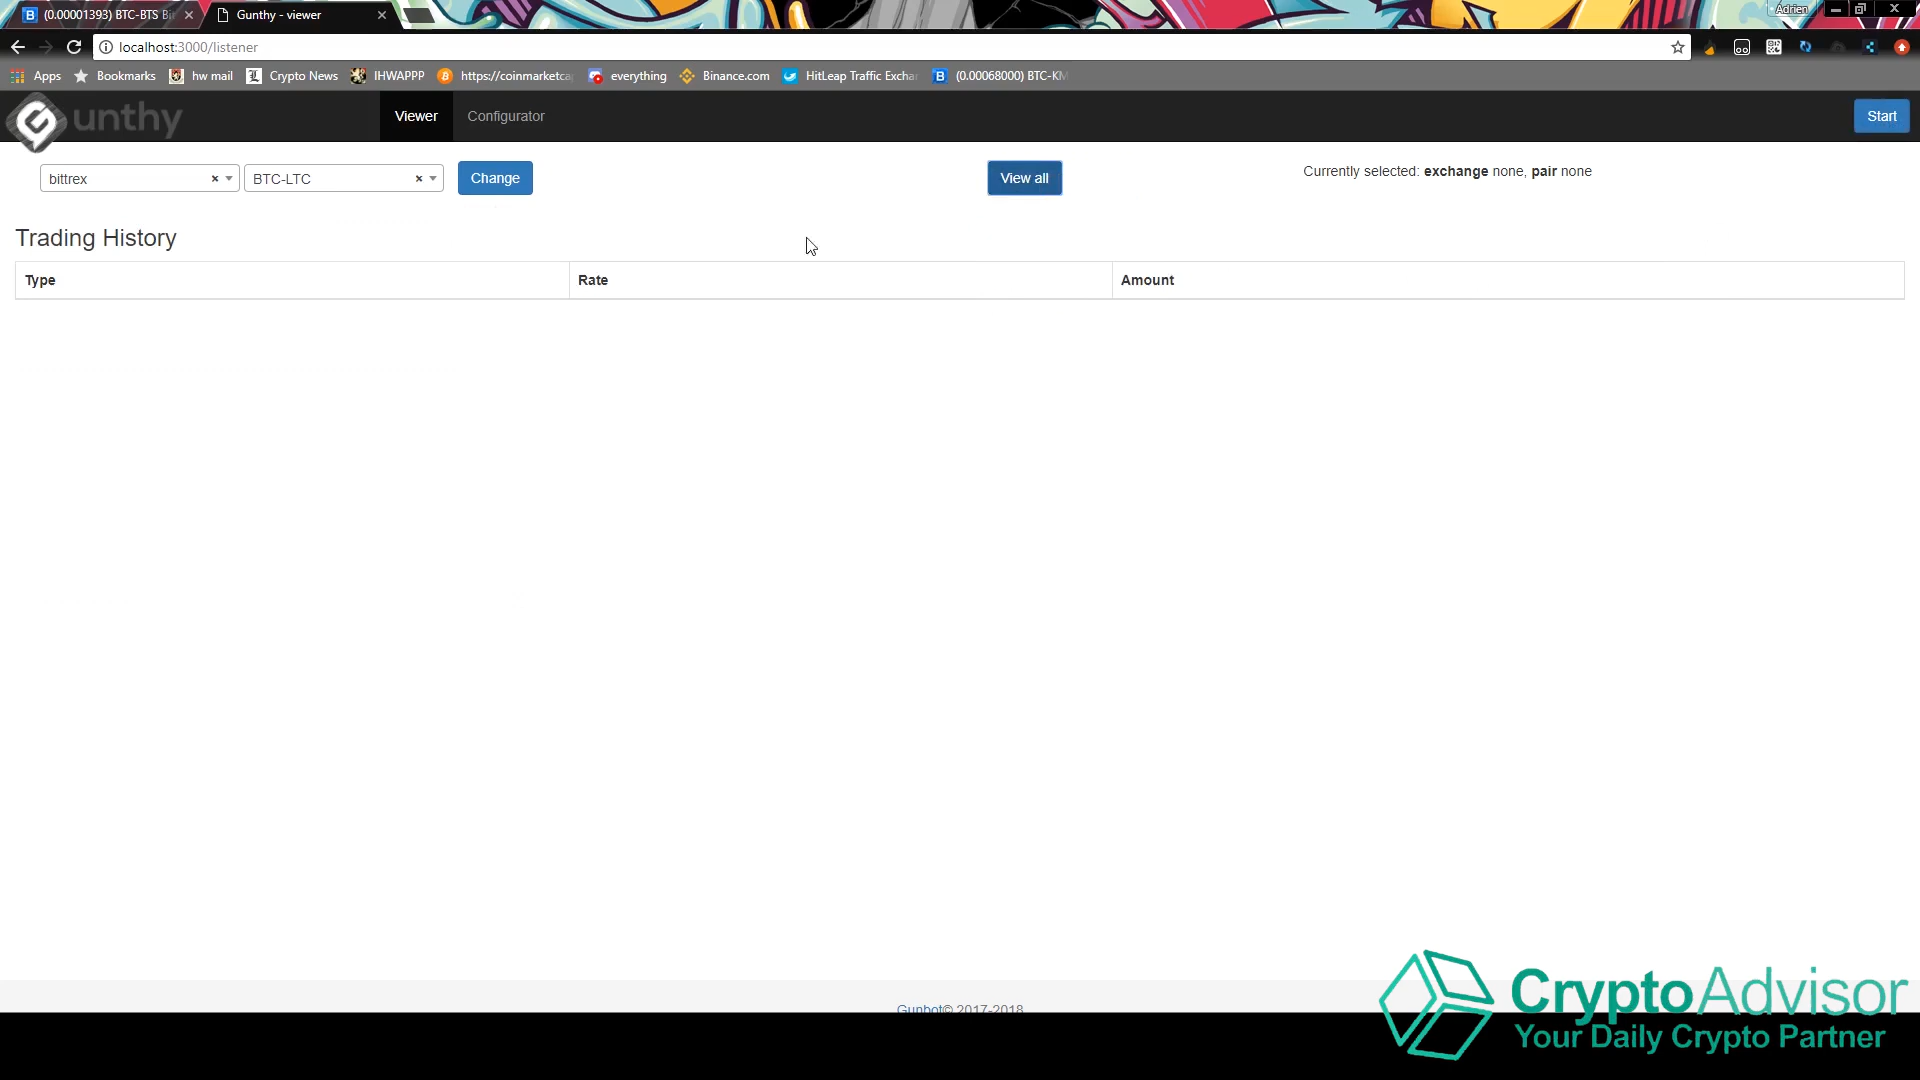 (0.00001393) BTC-BTS Bi
Gunthy - viewer
Adrien
localhost:3000/listener
Apps Bookmarks hw mail Crypto News IHWAPPP https://coinmarketca everything Binance.com HitLeap Traffic Exchar (0.00068000) BTC-KM
unthy
Viewer Configurator Start
bittrex × BTC-LTC × Change View all Currently selected: exchange none, pair none
Trading History
Type Rate Amount
Gunbot© 2017-2018
CryptoAdvisor
Your Daily Crypto Partner